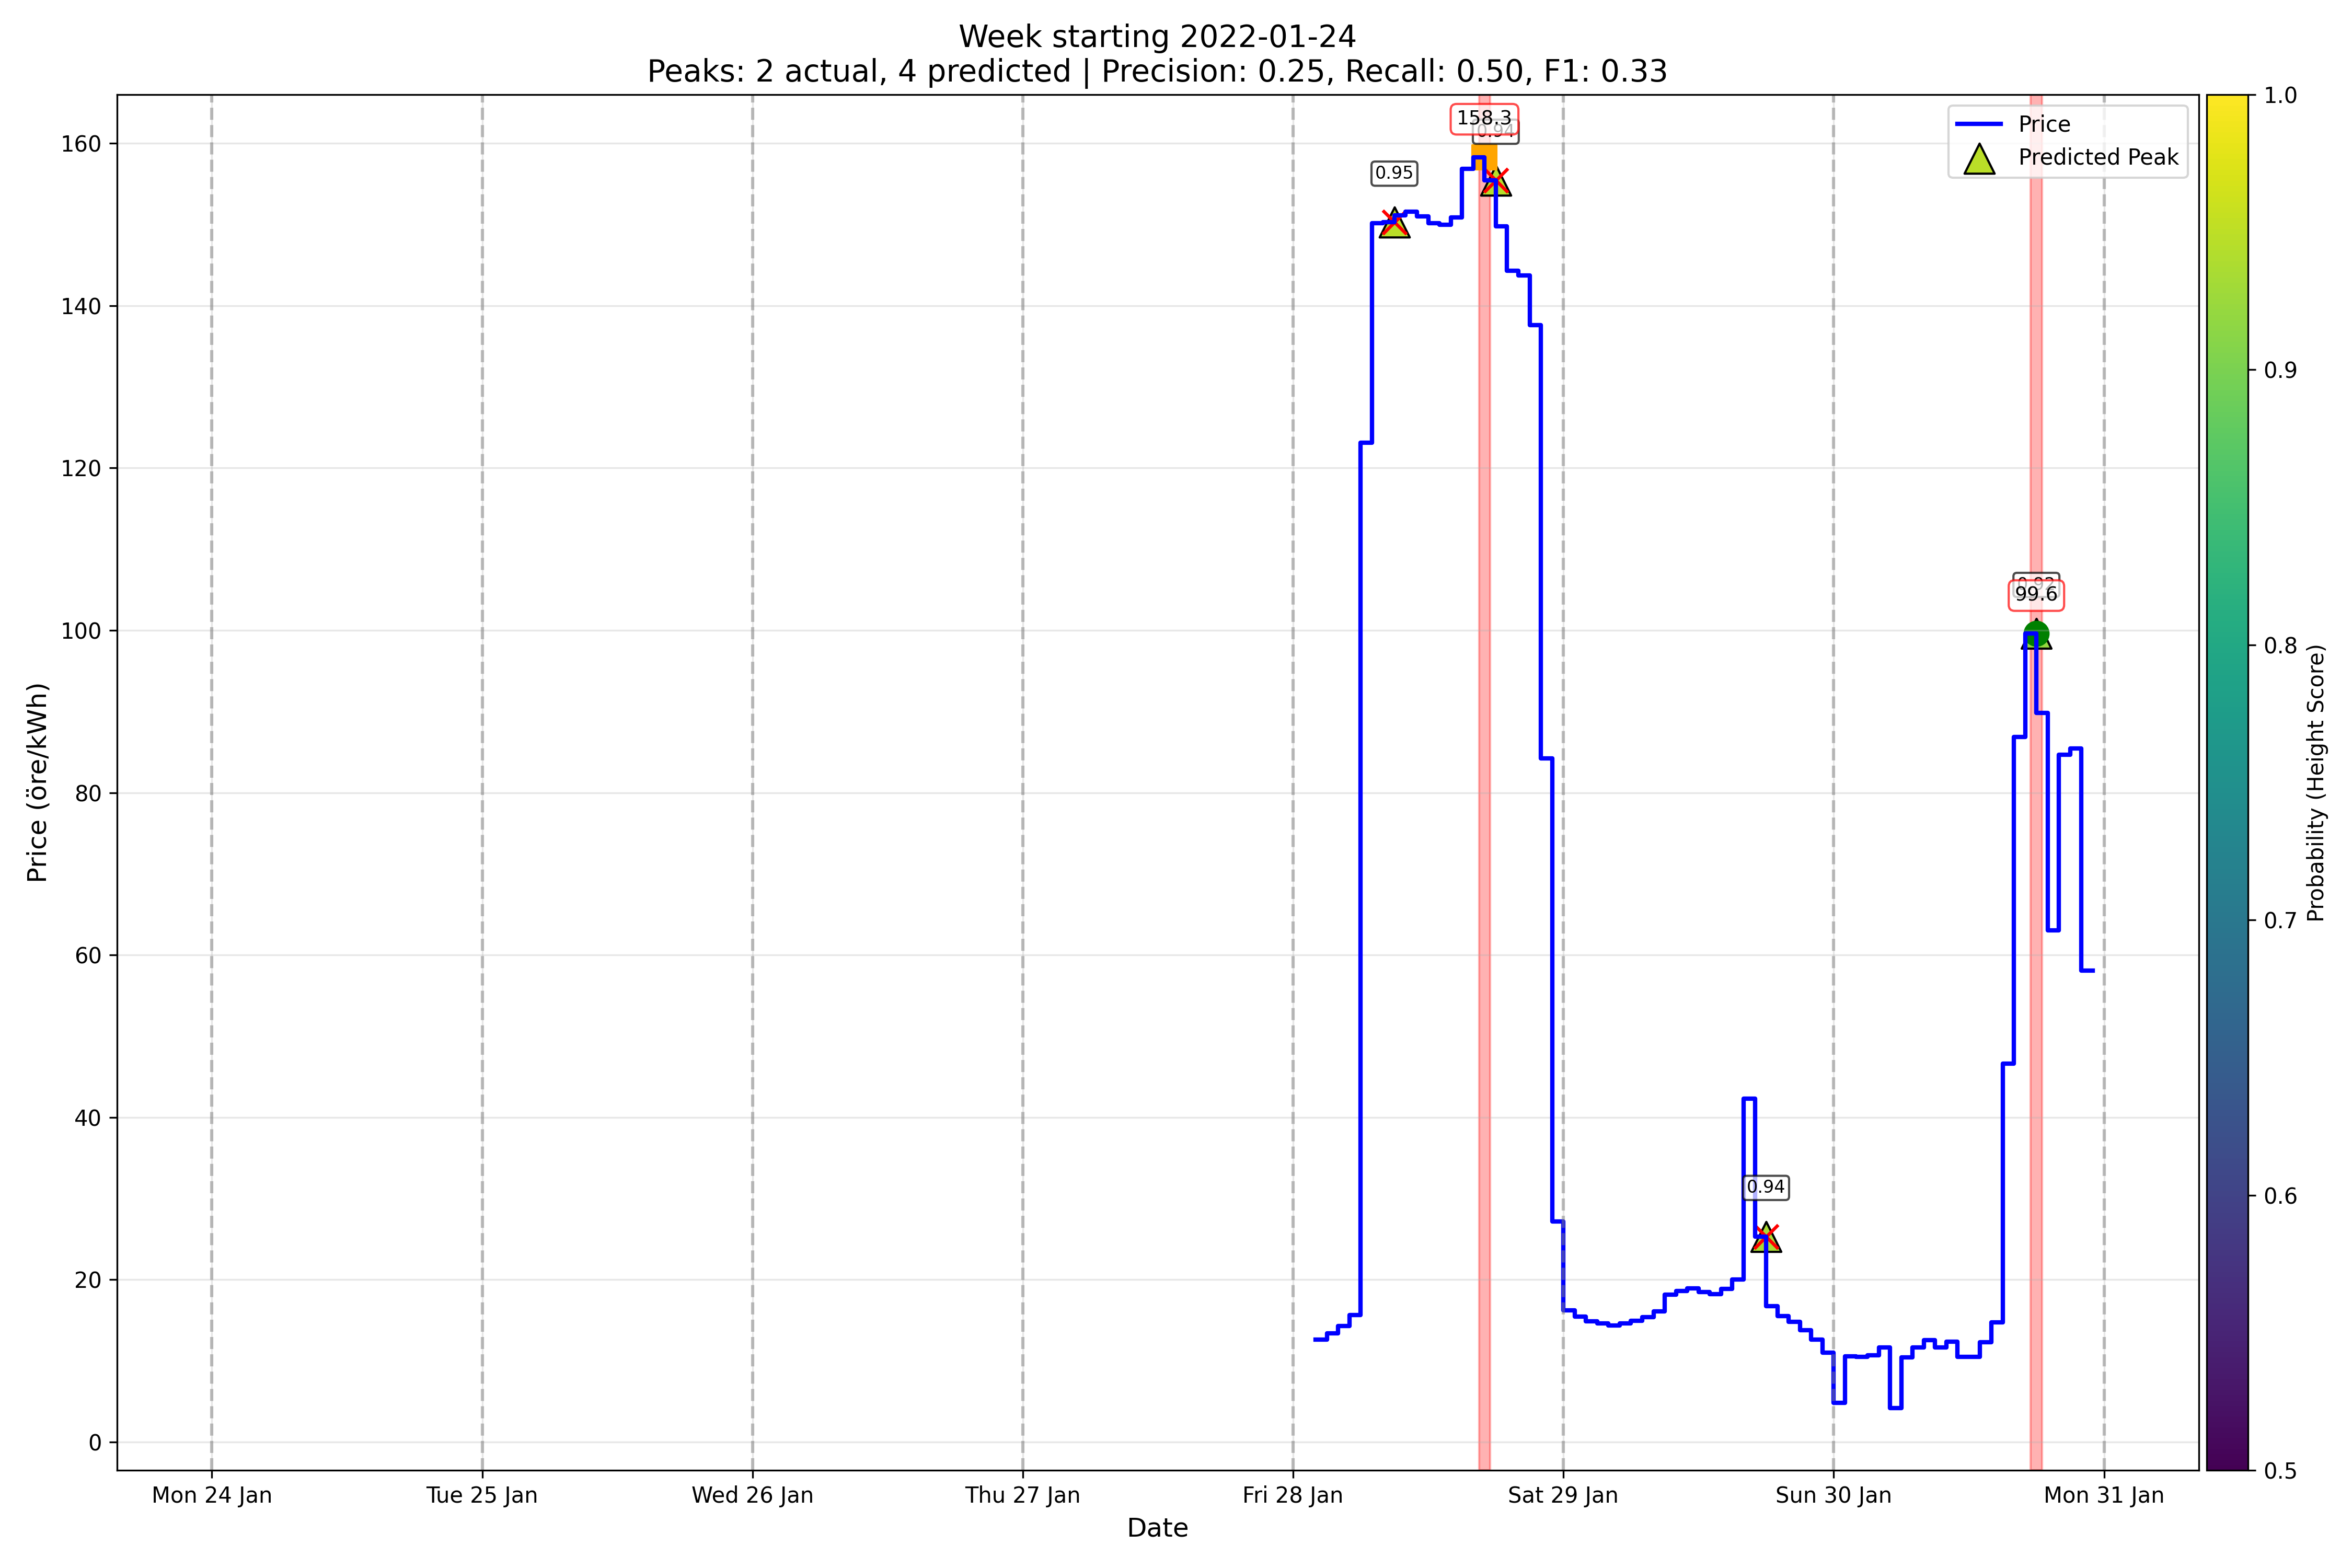 Week starting 2022-01-24
Peaks: 2 actual, 4 predicted | Precision: 0.25, Recall: 0.50, F1: 0.33
Price (öre/kWh)
160
140
120
100
80
60
40
20
0
158.3
0.94
0.95
99.6
0.94
Price
Predicted Peak
1.0
0.9
0.8
0.7
0.6
0.5
Probability (Height Score)
Mon 24 Jan
Tue 25 Jan
Wed 26 Jan
Thu 27 Jan
Fri 28 Jan
Sat 29 Jan
Sun 30 Jan
Mon 31 Jan
Date